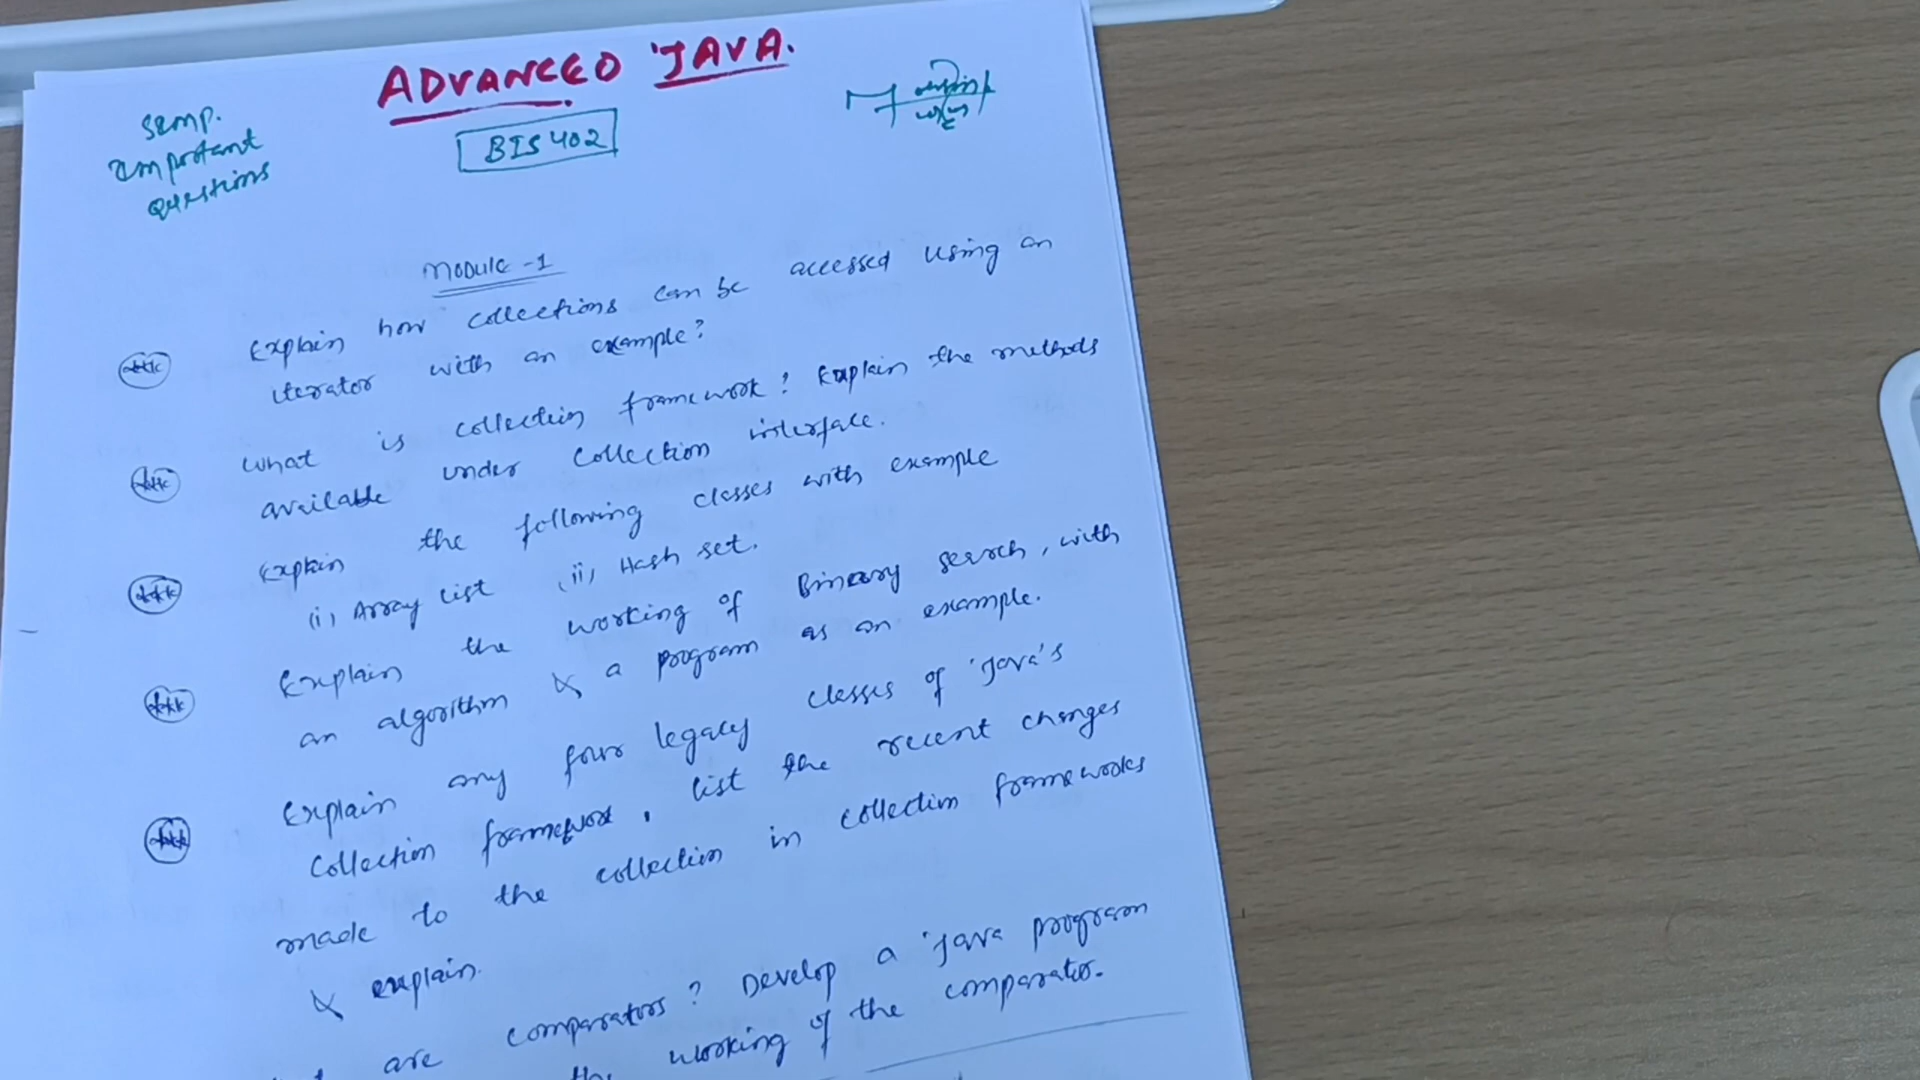 ADVANCED JAVA.
BIS402
Important
questions
Module-1
Explain how collections can be accessed using an
iterator with an example?
What is collection framework? Explain the methods
available under collection interface.
Explain the following classes with example
(i) Array List (ii) Hash set.
Explain the working of Binary search, with
an algorithm & a program as an example.
Explain any four legacy classes of Java's
collection framework, list the recent changes
made to the collection in collection frameworks
& explain.
are comparators? Develop a Java program
the working of the comparator.